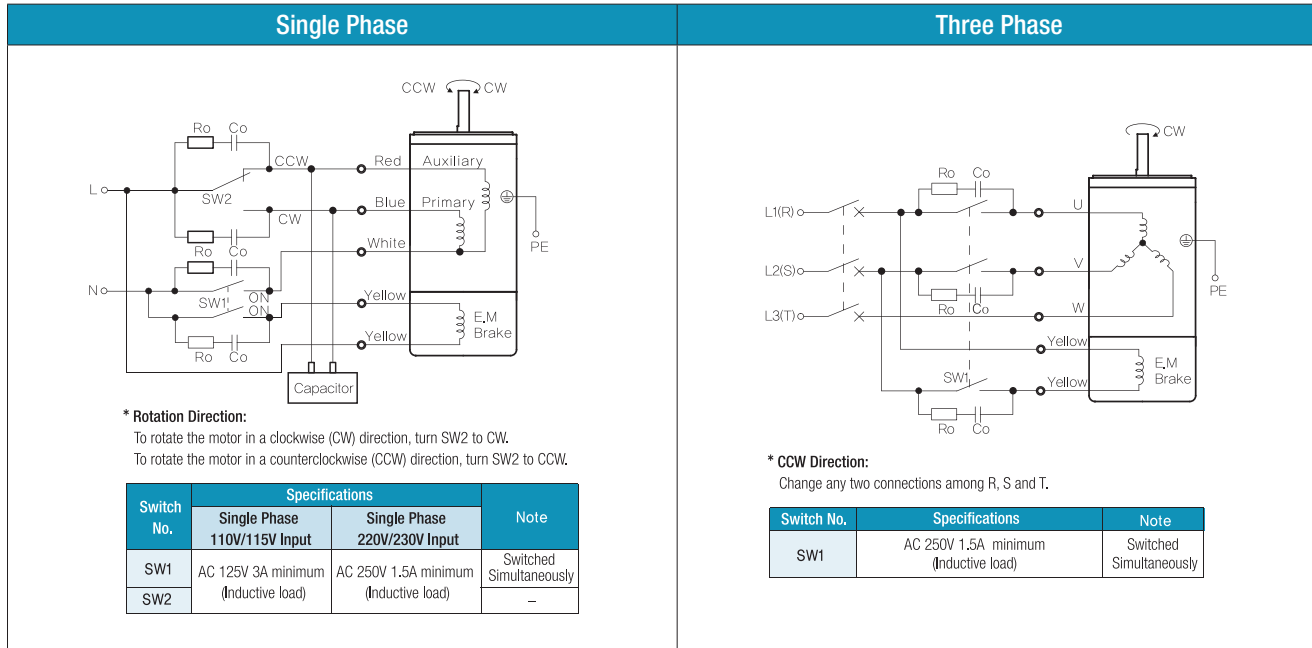 Single Phase
CCW CW
Ro Co
CCW Red Auxiliary
L SW2
Blue Primary
CW
Ro Co White
PE
Ro Co
N SW1 ON
ON
Yellow
E.M
Brake
Yellow
Ro Co
Capacitor
* Rotation Direction:
To rotate the motor in a clockwise (CW) direction, turn SW2 to CW.
To rotate the motor in a counterclockwise (CCW) direction, turn SW2 to CCW.
Switch No. Specifications Note
Single Phase 110V/115V Input Single Phase 220V/230V Input
SW1 AC 125V 3A minimum (Inductive load) AC 250V 1.5A minimum (Inductive load) Switched Simultaneously
SW2 –
Three Phase
CW
Ro Co
L1(R) U
L2(S) V
PE
Ro Co
L3(T) W
Yellow
E.M
Brake
SW1 Yellow
Ro Co
* CCW Direction:
Change any two connections among R, S and T.
Switch No. Specifications Note
SW1 AC 250V 1.5A minimum (Inductive load) Switched Simultaneously